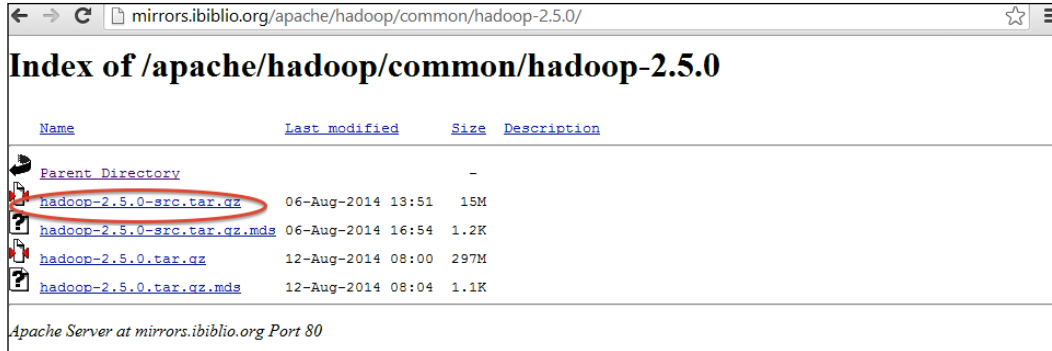 mirrors.ibiblio.org/apache/hadoop/common/hadoop-2.5.0/
Index of /apache/hadoop/common/hadoop-2.5.0
Name Last modified Size Description
Parent Directory -
hadoop-2.5.0-src.tar.gz 06-Aug-2014 13:51 15M
hadoop-2.5.0-src.tar.gz.mds 06-Aug-2014 16:54 1.2K
hadoop-2.5.0.tar.gz 12-Aug-2014 08:00 297M
hadoop-2.5.0.tar.gz.mds 12-Aug-2014 08:04 1.1K
Apache Server at mirrors.ibiblio.org Port 80